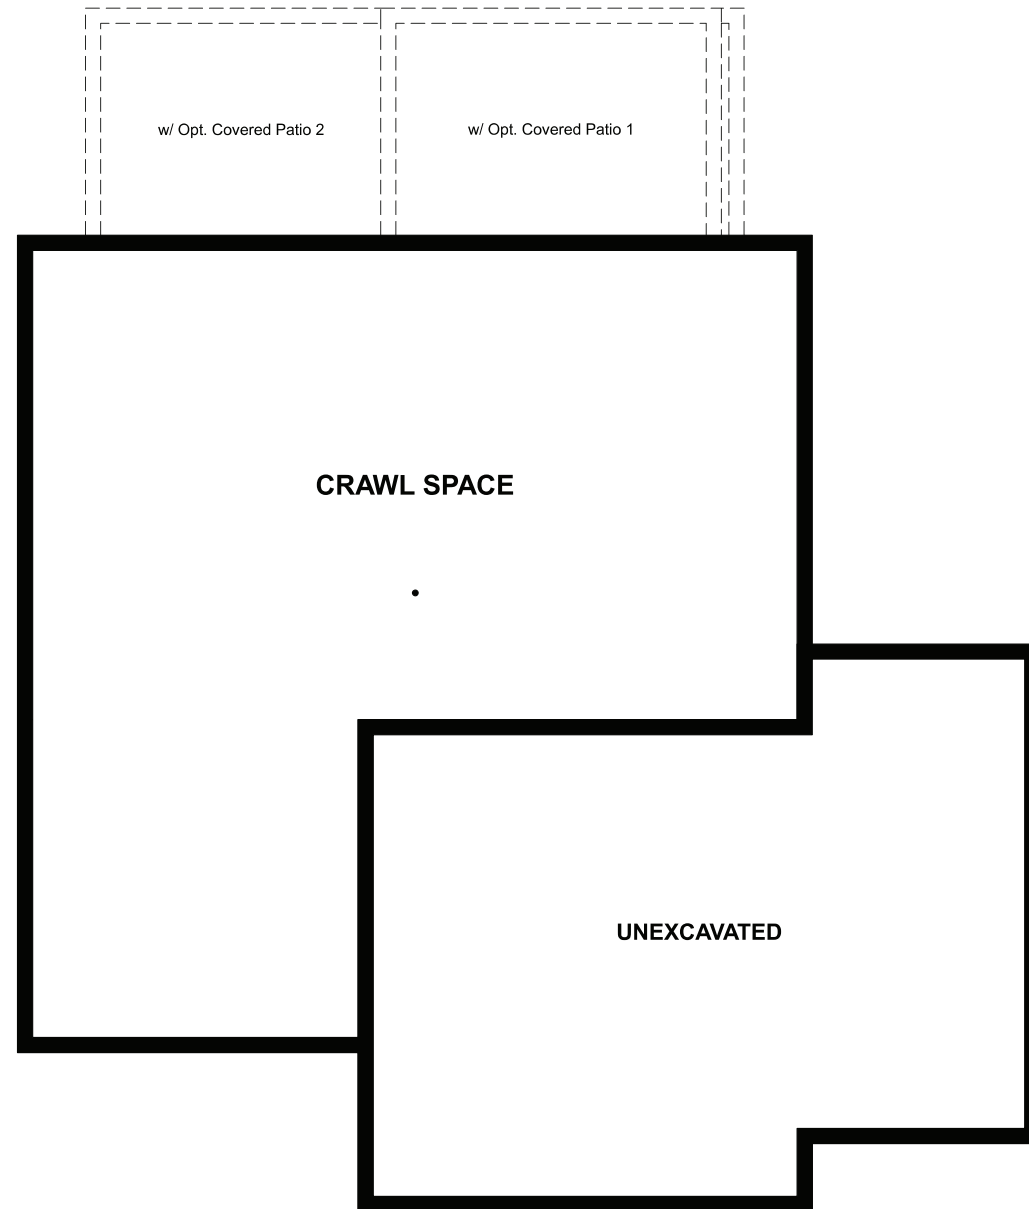 w/ Opt. Covered Patio 2
w/ Opt. Covered Patio 1
CRAWL SPACE
UNEXCAVATED